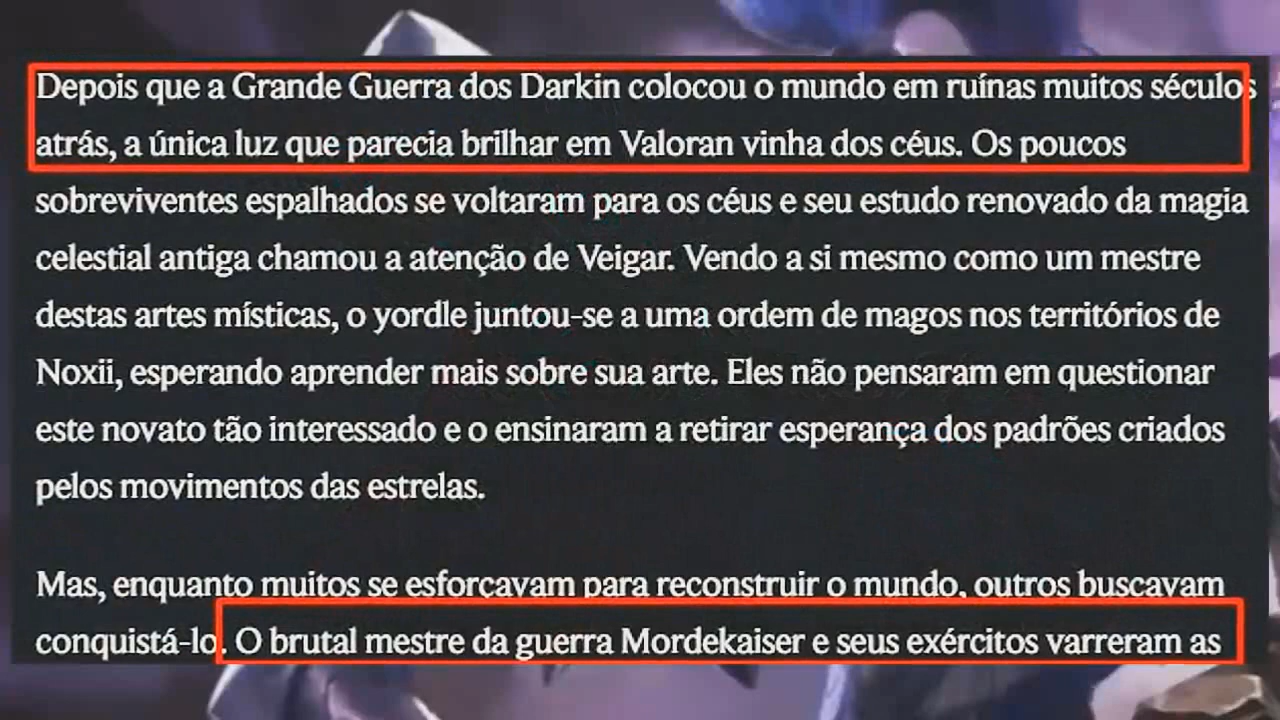 Depois que a Grande Guerra dos Darkin colocou o mundo em ruínas muitos séculos
atrás, a única luz que parecia brilhar em Valoran vinha dos céus. Os poucos
sobreviventes espalhados se voltaram para os céus e seu estudo renovado da magia
celestial antiga chamou a atenção de Veigar. Vendo a si mesmo como um mestre
destas artes místicas, o yordle juntou-se a uma ordem de magos nos territórios de
Noxii, esperando aprender mais sobre sua arte. Eles não pensaram em questionar
este novato tão interessado e o ensinaram a retirar esperança dos padrões criados
pelos movimentos das estrelas.
Mas, enquanto muitos se esforçavam para reconstruir o mundo, outros buscavam
conquistá-lo. O brutal mestre da guerra Mordekaiser e seus exércitos varreram as